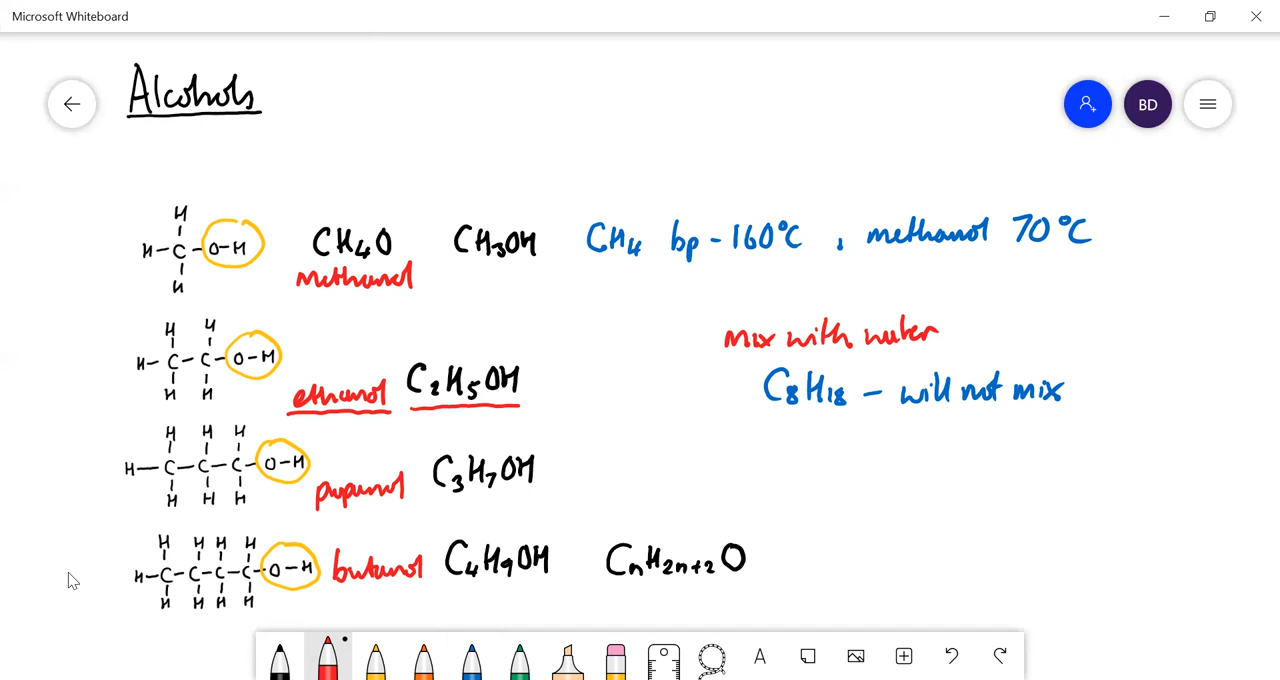 Microsoft Whiteboard
Alcohols
BD
H
H-C-O-H
H
CH₄O CH₃OH CH₄ bp -160°C , methanol 70°C
methanol
H H
H-C-C-O-H
H H
mix with water
ethanol C₂H₅OH C₈H₁₈ - will not mix
H H H
H-C-C-C-O-H
H H H
propanol C₃H₇OH
H H H H
H-C-C-C-C-O-H
H H H H
butanol C₄H₉OH CₙH₂ₙ₊₂O
A